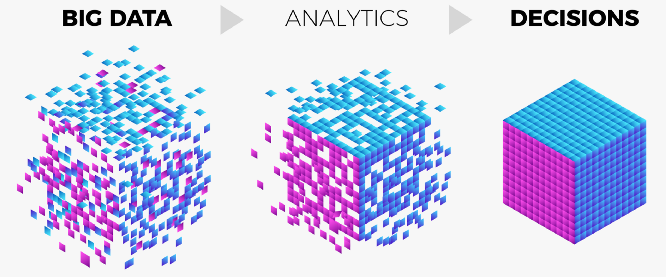 BIG DATA
ANALYTICS
DECISIONS